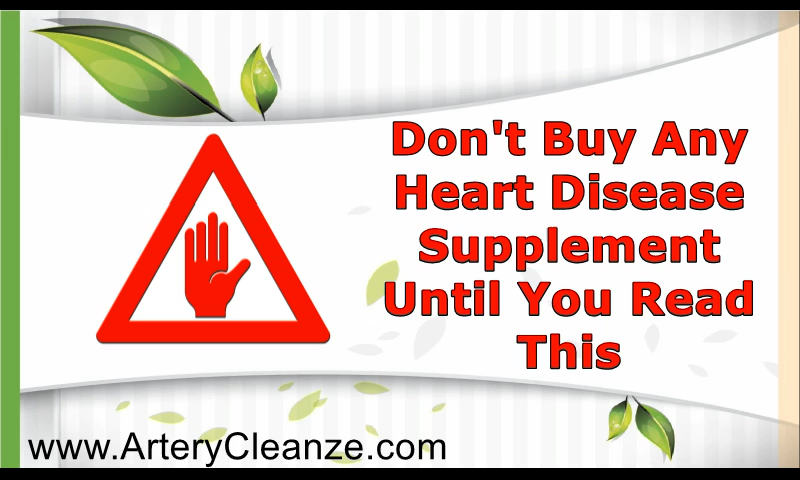 Don't Buy Any
Heart Disease
Supplement
Until You Read
This
www.ArteryCleanze.com